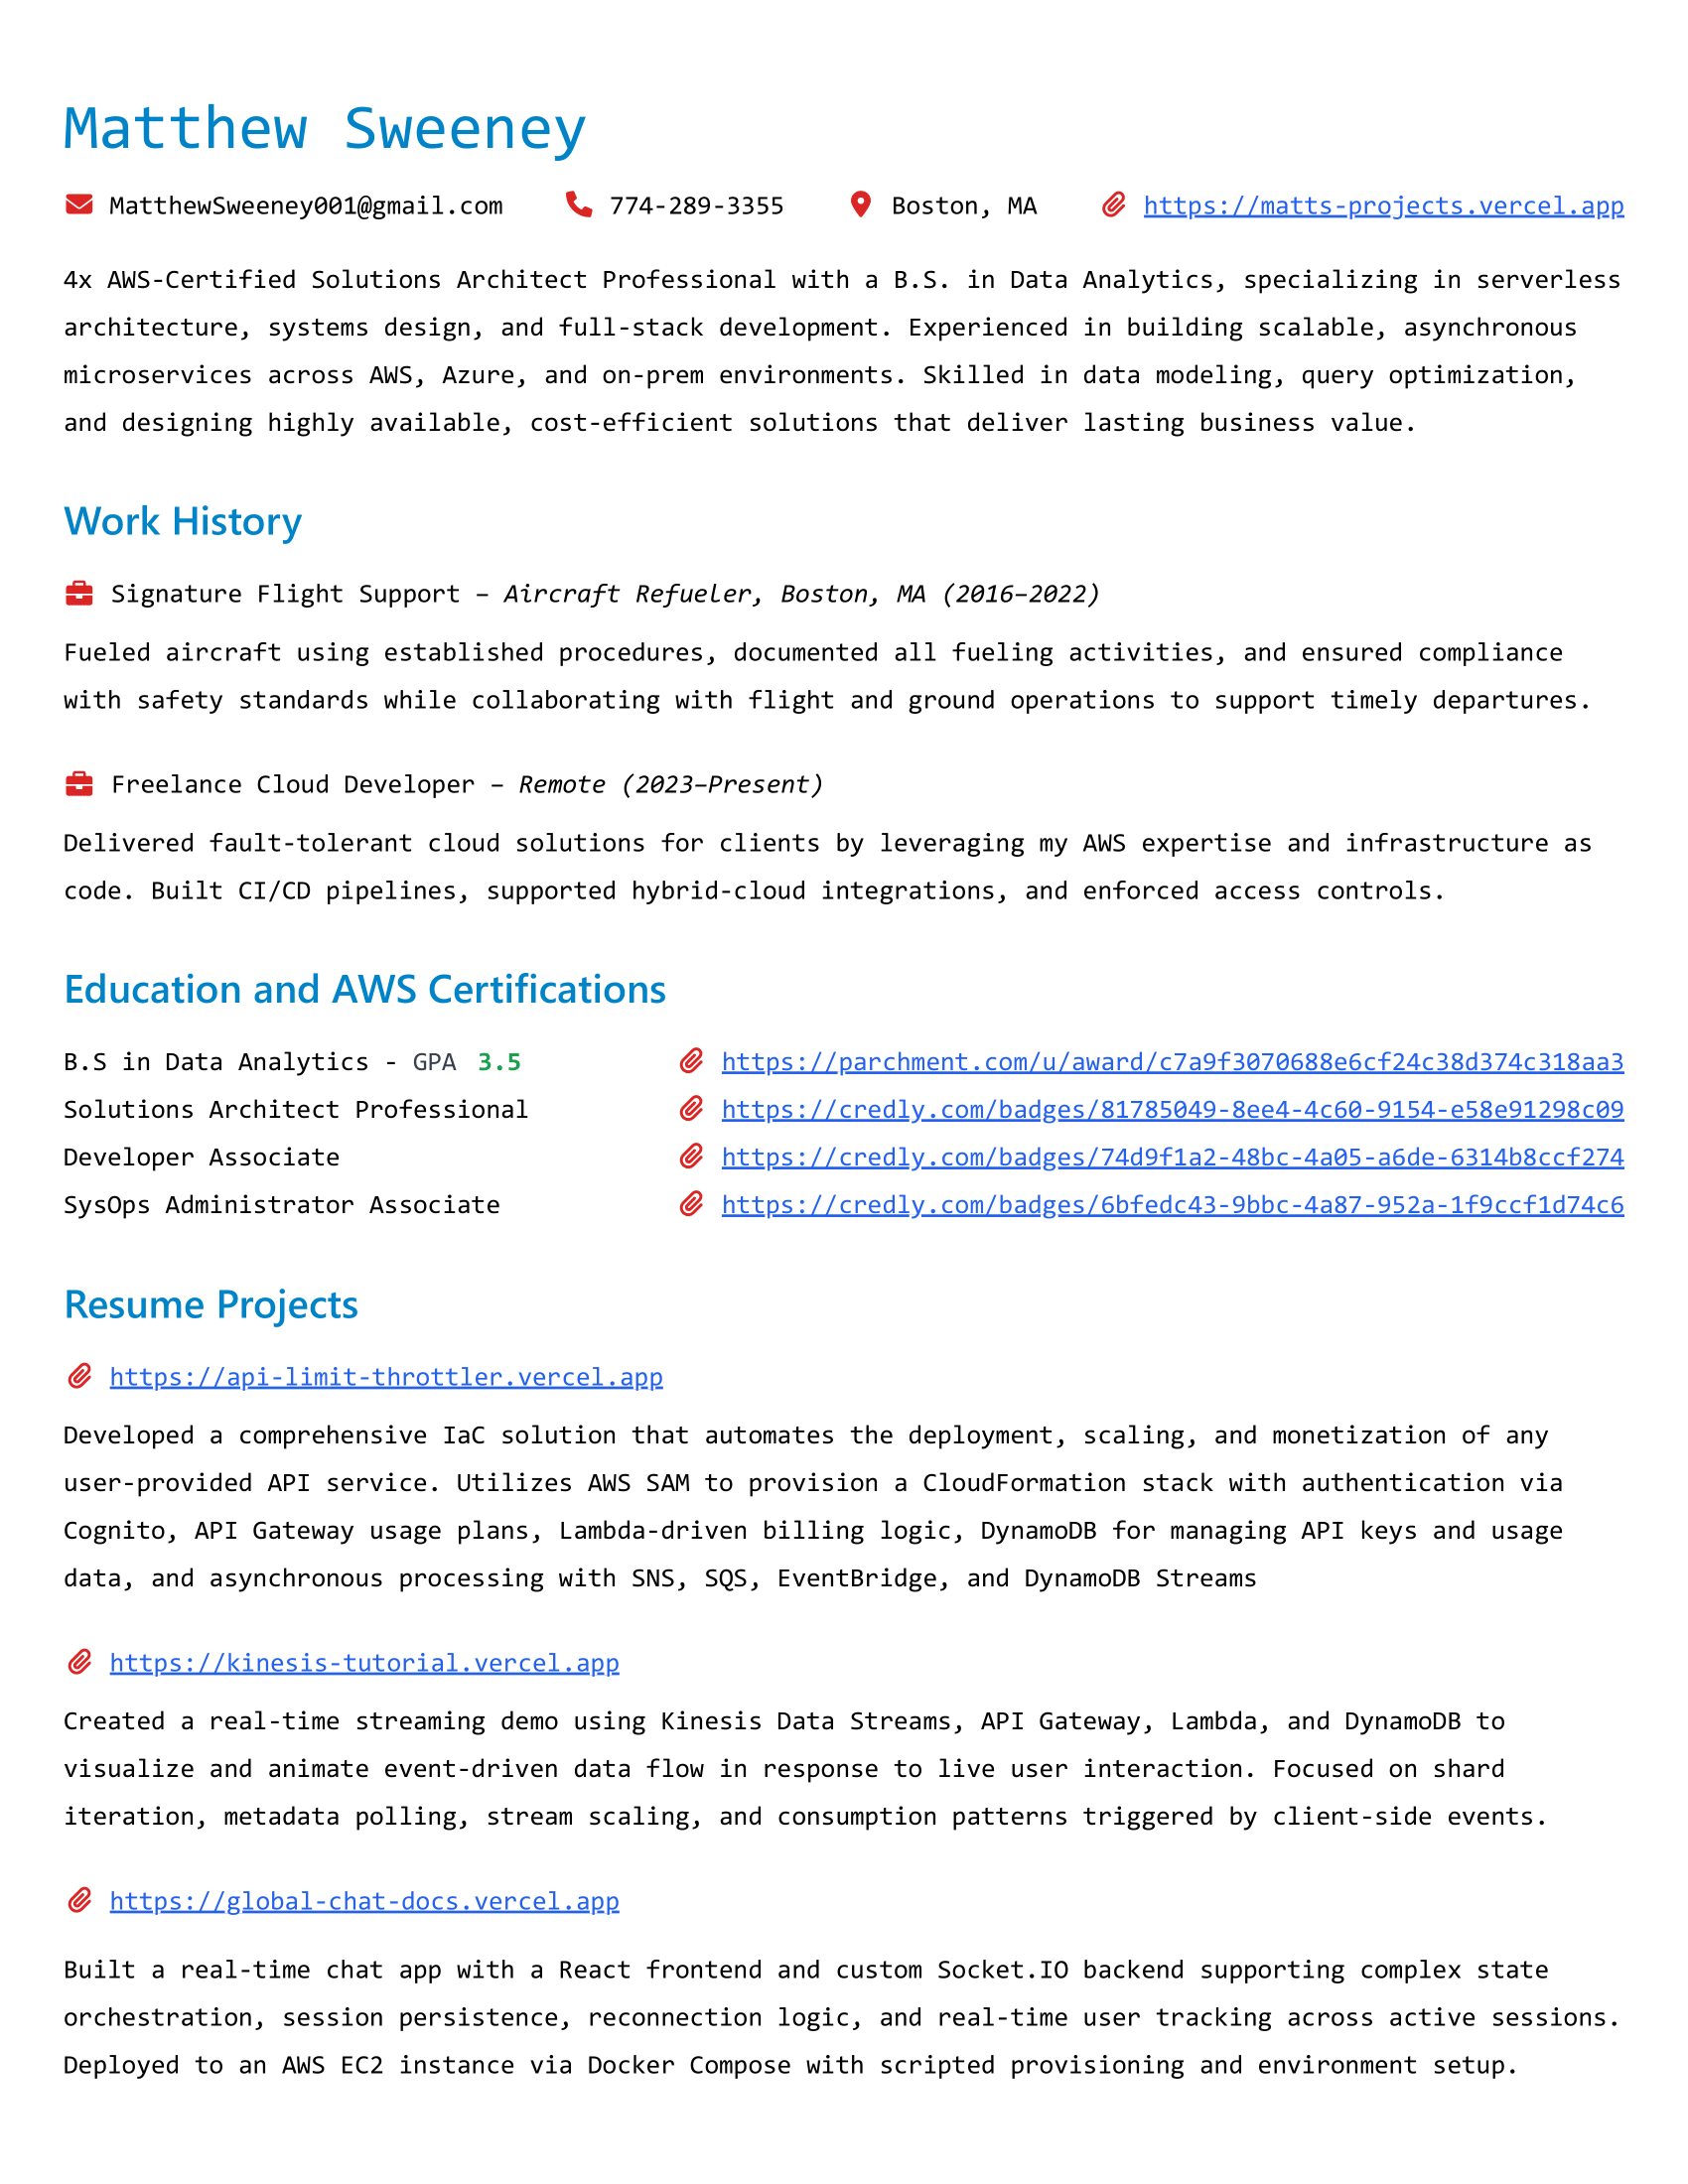 Matthew Sweeney
MatthewSweeney001@gmail.com 774-289-3355 Boston, MA https://matts-projects.vercel.app
4x AWS-Certified Solutions Architect Professional with a B.S. in Data Analytics, specializing in serverless
architecture, systems design, and full-stack development. Experienced in building scalable, asynchronous
microservices across AWS, Azure, and on-prem environments. Skilled in data modeling, query optimization,
and designing highly available, cost-efficient solutions that deliver lasting business value.
Work History
Signature Flight Support – Aircraft Refueler, Boston, MA (2016–2022)
Fueled aircraft using established procedures, documented all fueling activities, and ensured compliance
with safety standards while collaborating with flight and ground operations to support timely departures.
Freelance Cloud Developer – Remote (2023–Present)
Delivered fault-tolerant cloud solutions for clients by leveraging my AWS expertise and infrastructure as
code. Built CI/CD pipelines, supported hybrid-cloud integrations, and enforced access controls.
Education and AWS Certifications
B.S in Data Analytics - GPA 3.5 https://parchment.com/u/award/c7a9f3070688e6cf24c38d374c318aa3
Solutions Architect Professional https://credly.com/badges/81785049-8ee4-4c60-9154-e58e91298c09
Developer Associate https://credly.com/badges/74d9f1a2-48bc-4a05-a6de-6314b8ccf274
SysOps Administrator Associate https://credly.com/badges/6bfedc43-9bbc-4a87-952a-1f9ccf1d74c6
Resume Projects
https://api-limit-throttler.vercel.app
Developed a comprehensive IaC solution that automates the deployment, scaling, and monetization of any
user-provided API service. Utilizes AWS SAM to provision a CloudFormation stack with authentication via
Cognito, API Gateway usage plans, Lambda-driven billing logic, DynamoDB for managing API keys and usage
data, and asynchronous processing with SNS, SQS, EventBridge, and DynamoDB Streams
https://kinesis-tutorial.vercel.app
Created a real-time streaming demo using Kinesis Data Streams, API Gateway, Lambda, and DynamoDB to
visualize and animate event-driven data flow in response to live user interaction. Focused on shard
iteration, metadata polling, stream scaling, and consumption patterns triggered by client-side events.
https://global-chat-docs.vercel.app
Built a real-time chat app with a React frontend and custom Socket.IO backend supporting complex state
orchestration, session persistence, reconnection logic, and real-time user tracking across active sessions.
Deployed to an AWS EC2 instance via Docker Compose with scripted provisioning and environment setup.